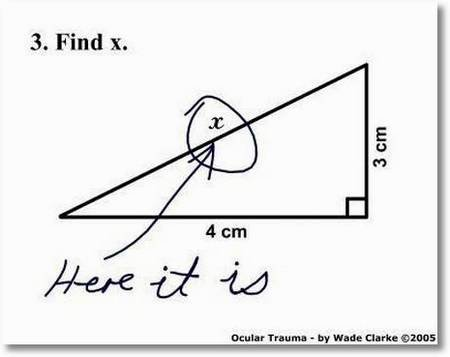 3. Find x.
x
3 cm
4 cm
Here it is
Ocular Trauma - by Wade Clarke ©2005